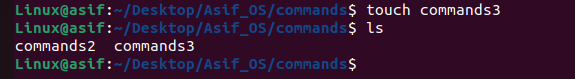 Linux@asif:~/Desktop/Asif_OS/commands$ touch commands3
Linux@asif:~/Desktop/Asif_OS/commands$ ls
commands2  commands3
Linux@asif:~/Desktop/Asif_OS/commands$